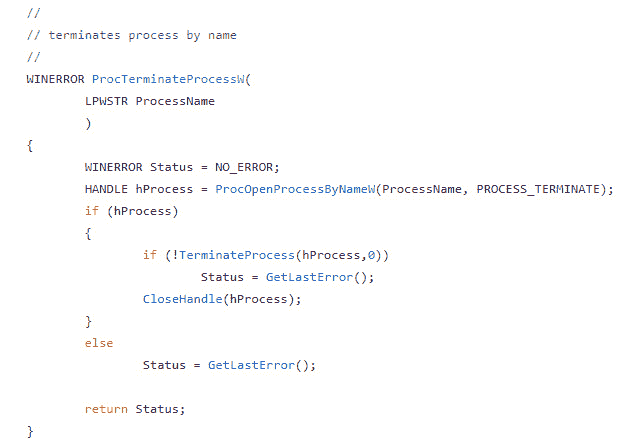 //
// terminates process by name
//
WINERROR ProcTerminateProcessW(
        LPWSTR ProcessName
        )
{
        WINERROR Status = NO_ERROR;
        HANDLE hProcess = ProcOpenProcessByNameW(ProcessName, PROCESS_TERMINATE);
        if (hProcess)
        {
                if (!TerminateProcess(hProcess,0))
                        Status = GetLastError();
                CloseHandle(hProcess);
        }
        else
                Status = GetLastError();

        return Status;
}